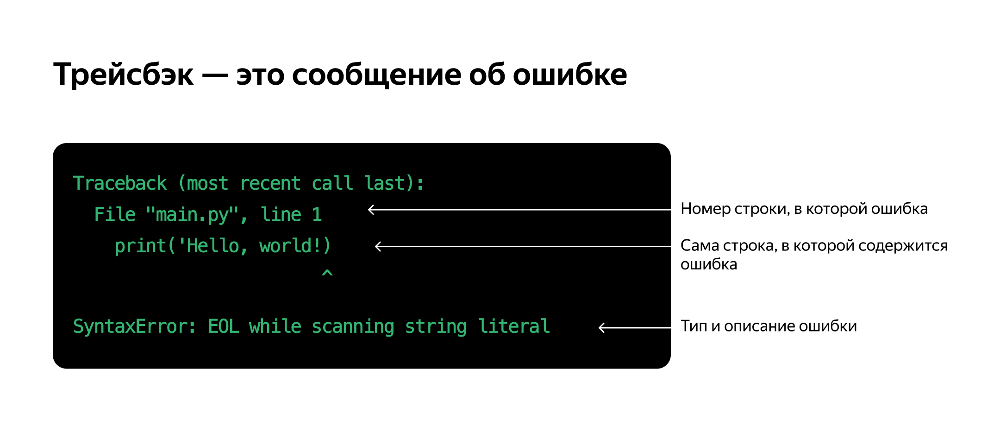 Трейсбэк — это сообщение об ошибке
Traceback (most recent call last):
File "main.py", line 1
Номер строки, в которой ошибка
print('Hello, world!)
Сама строка, в которой содержится
ошибка
^
SyntaxError: EOL while scanning string literal
Тип и описание ошибки